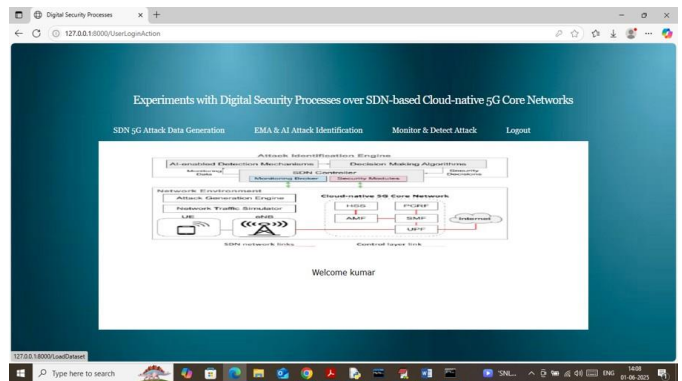 Digital Security Processes
127.0.0.1:8000/UserLoginAction
Experiments with Digital Security Processes over SDN-based Cloud-native 5G Core Networks
SDN 5G Attack Data Generation EMA & AI Attack Identification Monitor & Detect Attack Logout
Attack Identification Engine
AI-enabled Detection Mechanisms Decision Making Algorithms
Monitoring Data SDN Controller Security Decisions
Monitoring Broker Security Modules
Network Environment
Attack Generation Engine Cloud-native 5G Core Network
Network Traffic Simulator HSS PCRF
UE eNB AMF SMF Internet
UPF
SDN network links Control layer link
Welcome kumar
127.0.0.1:8000/LoadDataset
Type here to search 'SNL... ENG 14:08
01-06-2025